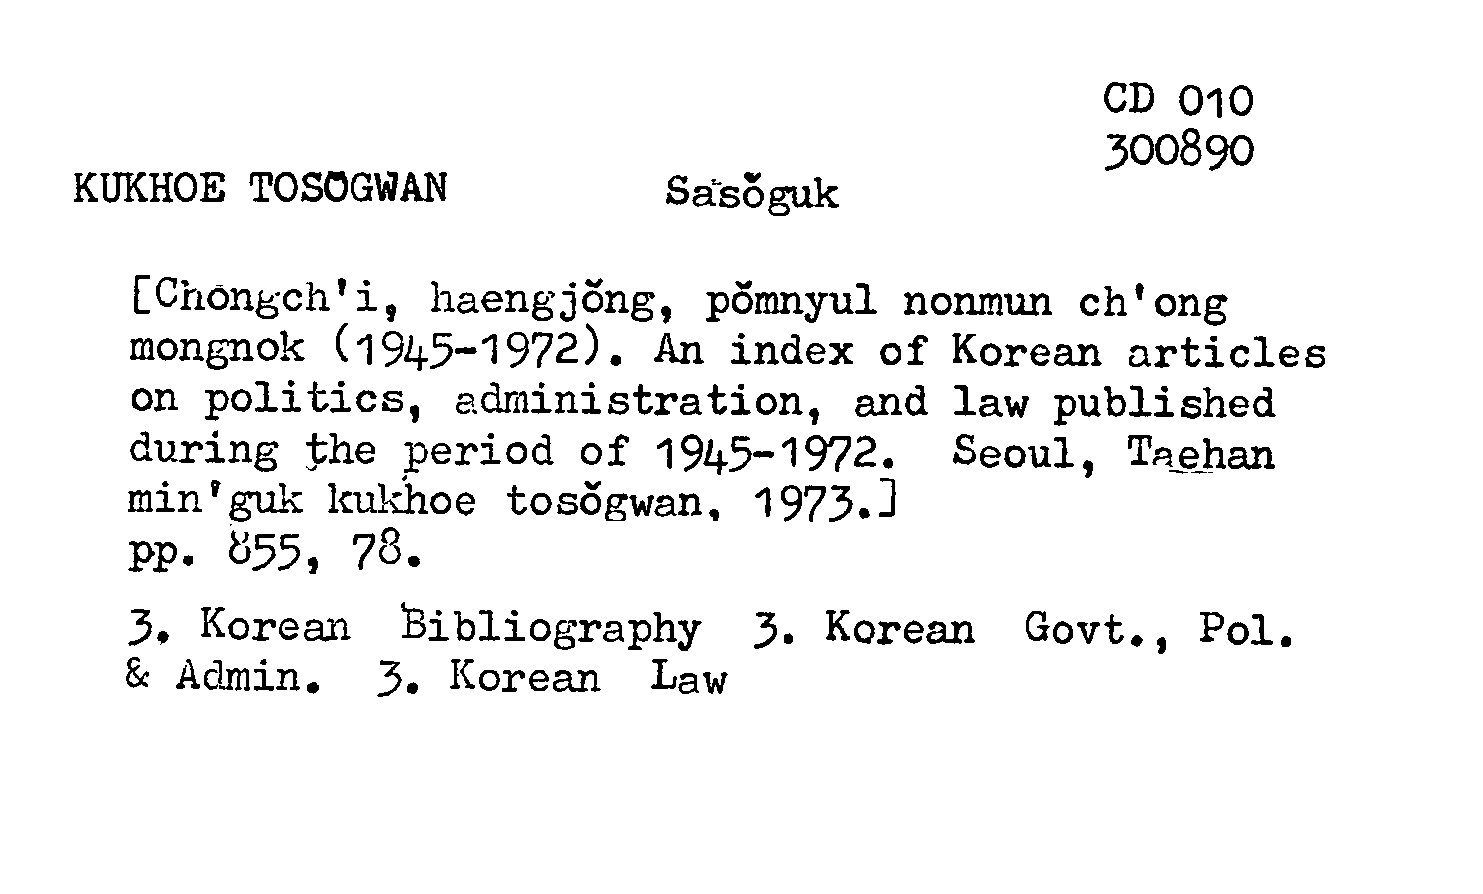 CD 010
300890
KUKHOE TOSŎGWAN Sasŏguk
[Chŏngch'i, haengjŏng, pŏmnyul nonmun ch'ong
mongnok (1945-1972). An index of Korean articles
on politics, administration, and law published
during the period of 1945-1972. Seoul, Taehan
min'guk kukhoe tosŏgwan, 1973.]
pp. 855, 78.
3. Korean Bibliography 3. Korean Govt., Pol.
& Admin. 3. Korean Law